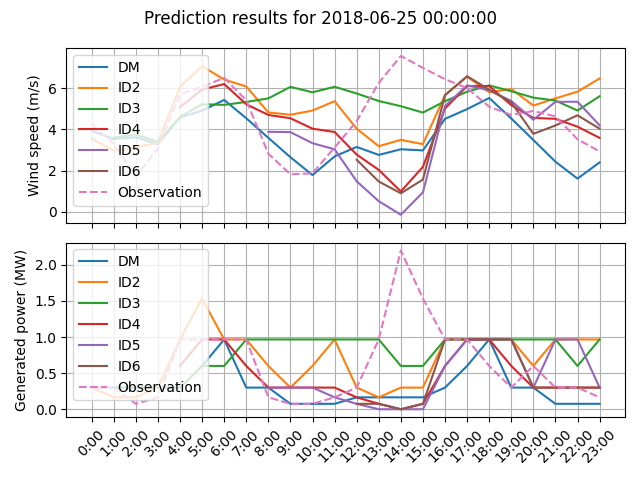 Prediction results for 2018-06-25 00:00:00
Wind speed (m/s)
6
4
2
0
DM
ID2
ID3
ID4
ID5
ID6
Observation
Generated power (MW)
2.0
1.5
1.0
0.5
0.0
DM
ID2
ID3
ID4
ID5
ID6
Observation
0:00
1:00
2:00
3:00
4:00
5:00
6:00
7:00
8:00
9:00
10:00
11:00
12:00
13:00
14:00
15:00
16:00
17:00
18:00
19:00
20:00
21:00
22:00
23:00